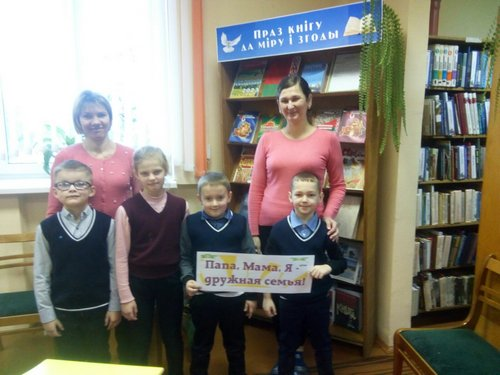 Праз кнігу
да міру і згоды
Папа, Мама, Я -
дружная семья!